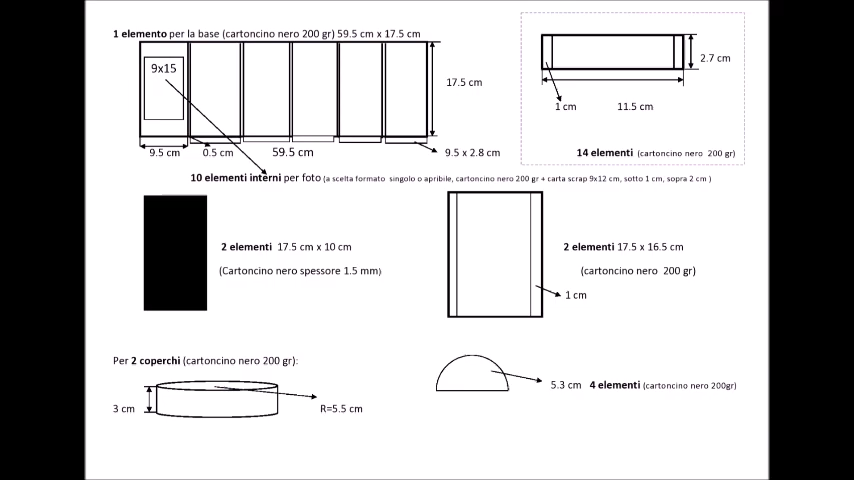 1 elemento per la base (cartoncino nero 200 gr) 59.5 cm x 17.5 cm
9x15
17.5 cm
9.5 cm
0.5 cm
59.5 cm
9.5 x 2.8 cm
2.7 cm
1 cm
11.5 cm
14 elementi (cartoncino nero 200 gr)
10 elementi interni per foto (a scelta formato singolo o apribile, cartoncino nero 200 gr + carta scrap 9x12 cm, sotto 1 cm, sopra 2 cm )
2 elementi 17.5 cm x 10 cm
(Cartoncino nero spessore 1.5 mm)
2 elementi 17.5 x 16.5 cm
(cartoncino nero 200 gr)
1 cm
Per 2 coperchi (cartoncino nero 200 gr):
3 cm
R=5.5 cm
5.3 cm 4 elementi (cartoncino nero 200gr)